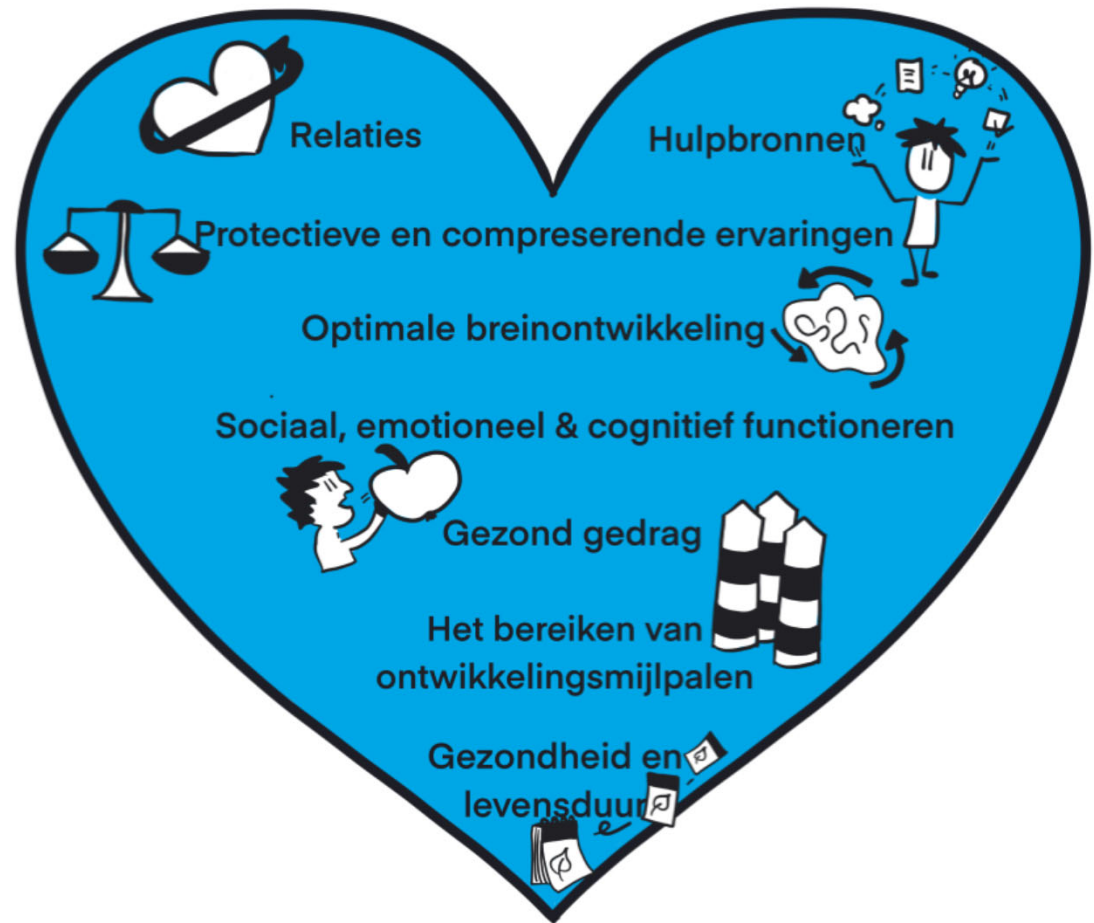 Relaties
Hulpbronnen
Protectieve en compreserende ervaringen
Optimale breinontwikkeling
Sociaal, emotioneel & cognitief functioneren
Gezond gedrag
Het bereiken van
ontwikkelingsmijlpalen
Gezondheid en
levensduur